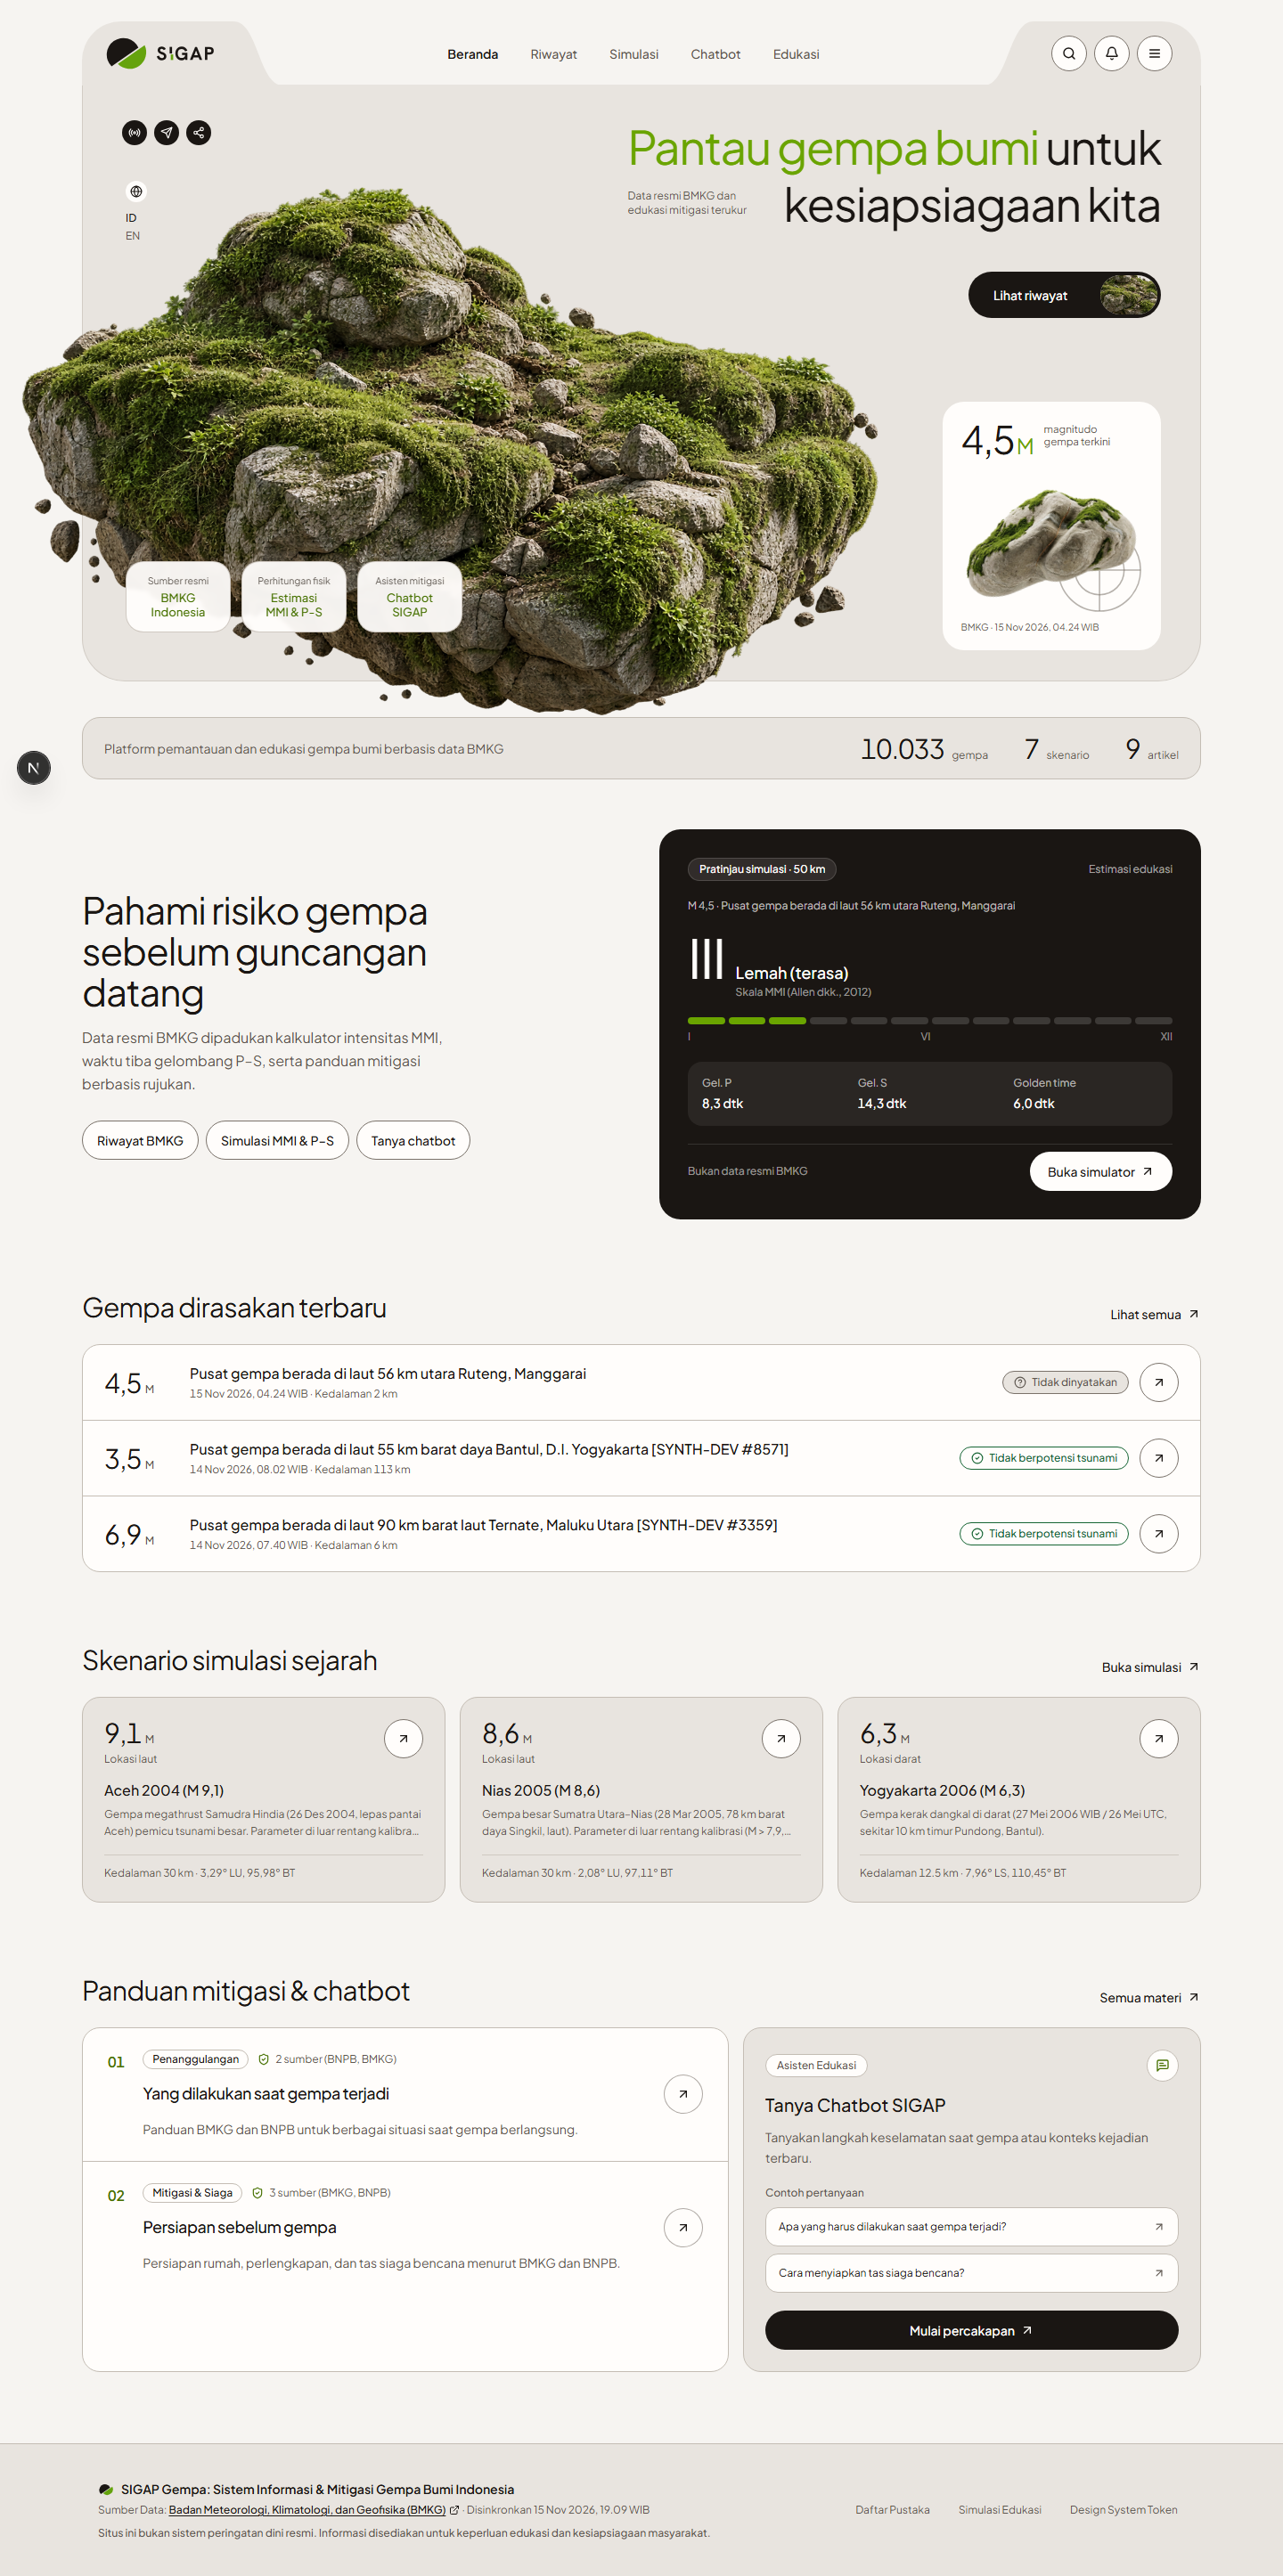 SIGAP
Beranda
Riwayat
Simulasi
Chatbot
Edukasi
Pantau gempa bumi untuk
Data resmi BMKG dan
edukasi mitigasi terukur
kesiapsiagaan kita
ID
EN
Lihat riwayat
4,5 M
magnitudo
gempa terkini
BMKG · 15 Nov 2026, 04.24 WIB
Sumber resmi
BMKG
Indonesia
Perhitungan fisik
Estimasi
MMI & P-S
Asisten mitigasi
Chatbot
SIGAP
Platform pemantauan dan edukasi gempa bumi berbasis data BMKG
10.033 gempa
7 skenario
9 artikel
N
Pahami risiko gempa
sebelum guncangan
datang
Data resmi BMKG dipadukan kalkulator intensitas MMI,
waktu tiba gelombang P–S, serta panduan mitigasi
berbasis rujukan.
Riwayat BMKG
Simulasi MMI & P–S
Tanya chatbot
Pratinjau simulasi · 50 km
Estimasi edukasi
M 4,5 · Pusat gempa berada di laut 56 km utara Ruteng, Manggarai
III
Lemah (terasa)
Skala MMI (Allen dkk., 2012)
I
VI
XII
Gel. P
8,3 dtk
Gel. S
14,3 dtk
Golden time
6,0 dtk
Bukan data resmi BMKG
Buka simulator
Gempa dirasakan terbaru
Lihat semua
4,5 M
Pusat gempa berada di laut 56 km utara Ruteng, Manggarai
15 Nov 2026, 04.24 WIB · Kedalaman 2 km
Tidak dinyatakan
3,5 M
Pusat gempa berada di laut 55 km barat daya Bantul, D.I. Yogyakarta [SYNTH-DEV #8571]
14 Nov 2026, 08.02 WIB · Kedalaman 113 km
Tidak berpotensi tsunami
6,9 M
Pusat gempa berada di laut 90 km barat laut Ternate, Maluku Utara [SYNTH-DEV #3359]
14 Nov 2026, 07.40 WIB · Kedalaman 6 km
Tidak berpotensi tsunami
Skenario simulasi sejarah
Buka simulasi
9,1 M
Lokasi laut
Aceh 2004 (M 9,1)
Gempa megathrust Samudra Hindia (26 Des 2004, lepas pantai
Aceh) pemicu tsunami besar. Parameter di luar rentang kalibra...
Kedalaman 30 km · 3,29° LU, 95,98° BT
8,6 M
Lokasi laut
Nias 2005 (M 8,6)
Gempa besar Sumatra Utara–Nias (28 Mar 2005, 78 km barat
daya Singkil, laut). Parameter di luar rentang kalibrasi (M > 7,9,...
Kedalaman 30 km · 2,08° LU, 97,11° BT
6,3 M
Lokasi darat
Yogyakarta 2006 (M 6,3)
Gempa kerak dangkal di darat (27 Mei 2006 WIB / 26 Mei UTC,
sekitar 10 km timur Pundong, Bantul).
Kedalaman 12.5 km · 7,96° LS, 110,45° BT
Panduan mitigasi & chatbot
Semua materi
01
Penanggulangan
2 sumber (BNPB, BMKG)
Yang dilakukan saat gempa terjadi
Panduan BMKG dan BNPB untuk berbagai situasi saat gempa berlangsung.
02
Mitigasi & Siaga
3 sumber (BMKG, BNPB)
Persiapan sebelum gempa
Persiapan rumah, perlengkapan, dan tas siaga bencana menurut BMKG dan BNPB.
Asisten Edukasi
Tanya Chatbot SIGAP
Tanyakan langkah keselamatan saat gempa atau konteks kejadian
terbaru.
Contoh pertanyaan
Apa yang harus dilakukan saat gempa terjadi?
Cara menyiapkan tas siaga bencana?
Mulai percakapan
SIGAP Gempa: Sistem Informasi & Mitigasi Gempa Bumi Indonesia
Sumber Data: Badan Meteorologi, Klimatologi, dan Geofisika (BMKG) · Disinkronkan 15 Nov 2026, 19.09 WIB
Situs ini bukan sistem peringatan dini resmi. Informasi disediakan untuk keperluan edukasi dan kesiapsiagaan masyarakat.
Daftar Pustaka
Simulasi Edukasi
Design System Token